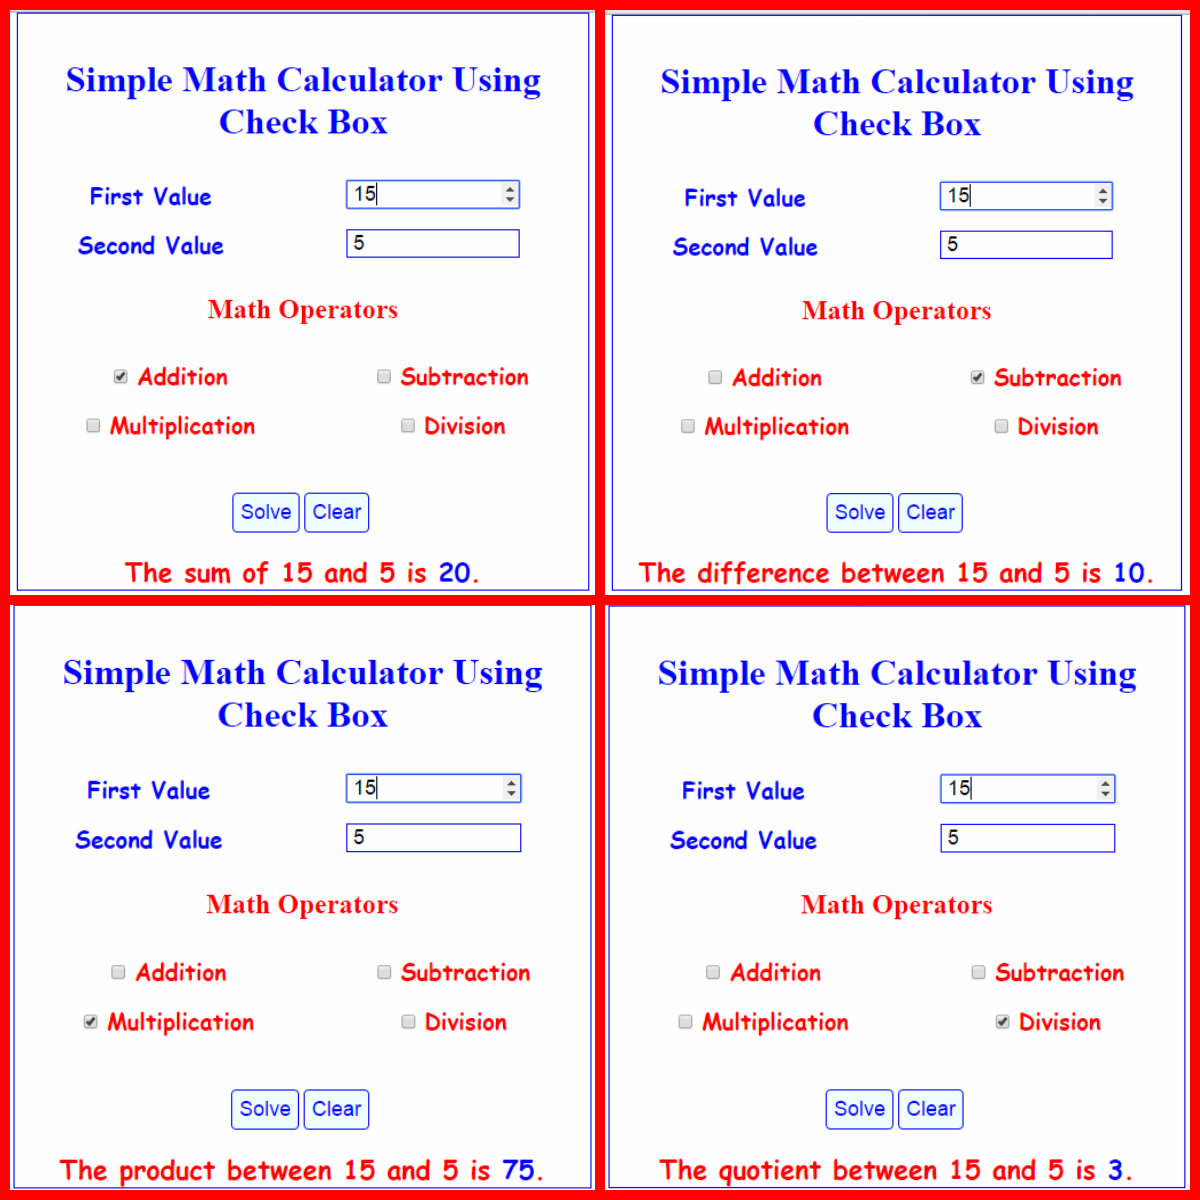 Simple Math Calculator Using
Check Box
First Value 15
Second Value 5
Math Operators
Addition Subtraction
Multiplication Division
Solve Clear
The sum of 15 and 5 is 20.
Simple Math Calculator Using
Check Box
First Value 15
Second Value 5
Math Operators
Addition Subtraction
Multiplication Division
Solve Clear
The difference between 15 and 5 is 10.
Simple Math Calculator Using
Check Box
First Value 15
Second Value 5
Math Operators
Addition Subtraction
Multiplication Division
Solve Clear
The product between 15 and 5 is 75.
Simple Math Calculator Using
Check Box
First Value 15
Second Value 5
Math Operators
Addition Subtraction
Multiplication Division
Solve Clear
The quotient between 15 and 5 is 3.